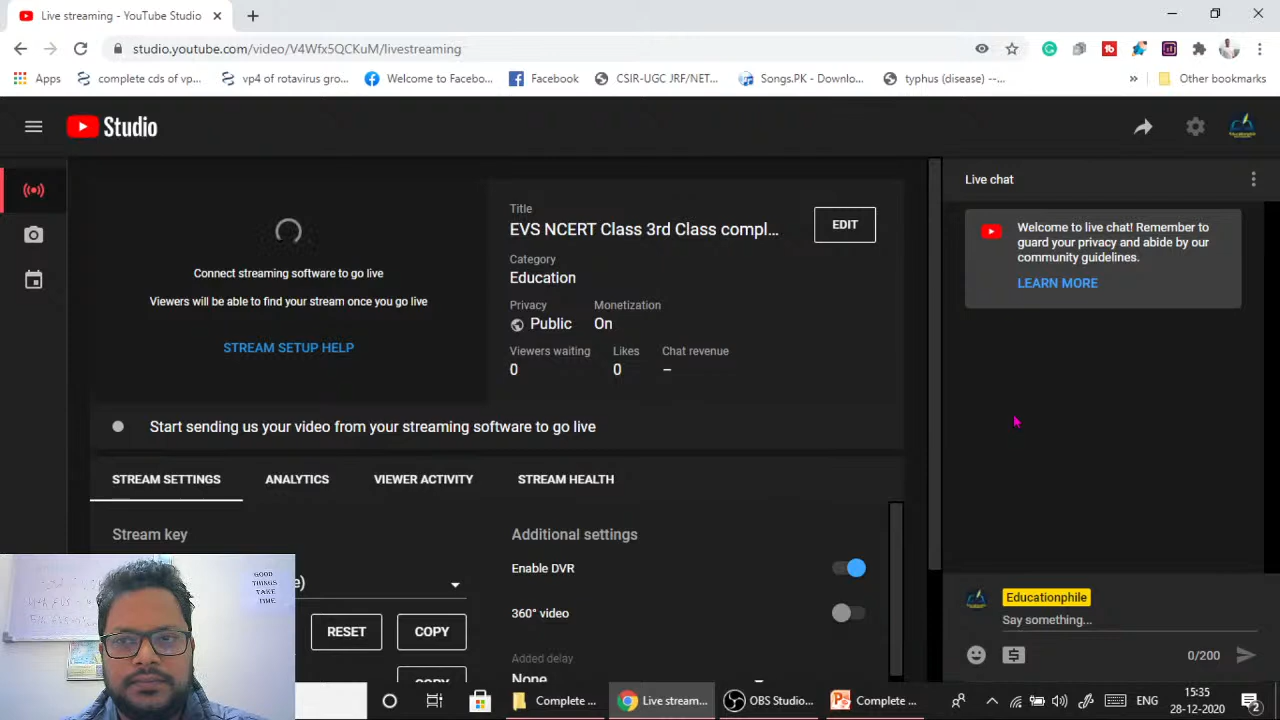 Live streaming - YouTube Studio
studio.youtube.com/video/V4Wfx5QCKuM/livestreaming
Apps
complete cds of vp...
vp4 of rotavirus gro...
Welcome to Facebo...
Facebook
CSIR-UGC JRF/NET...
Songs.PK - Downlo...
typhus (disease) --...
Other bookmarks
Studio
Connect streaming software to go live
Viewers will be able to find your stream once you go live
STREAM SETUP HELP
Title
EVS NCERT Class 3rd Class compl...
EDIT
Category
Education
Privacy
Monetization
Public
On
Viewers waiting
Likes
Chat revenue
0
0
–
Start sending us your video from your streaming software to go live
STREAM SETTINGS
ANALYTICS
VIEWER ACTIVITY
STREAM HEALTH
Stream key
e)
RESET
COPY
COPY
Additional settings
Enable DVR
360° video
Added delay
None
Live chat
Welcome to live chat! Remember to
guard your privacy and abide by our
community guidelines.
LEARN MORE
Educationphile
Say something...
0/200
GOOD
THINGS
TAKE
TIME
Complete ...
Live stream...
OBS Studio...
Complete ...
ENG
15:35
28-12-2020
2